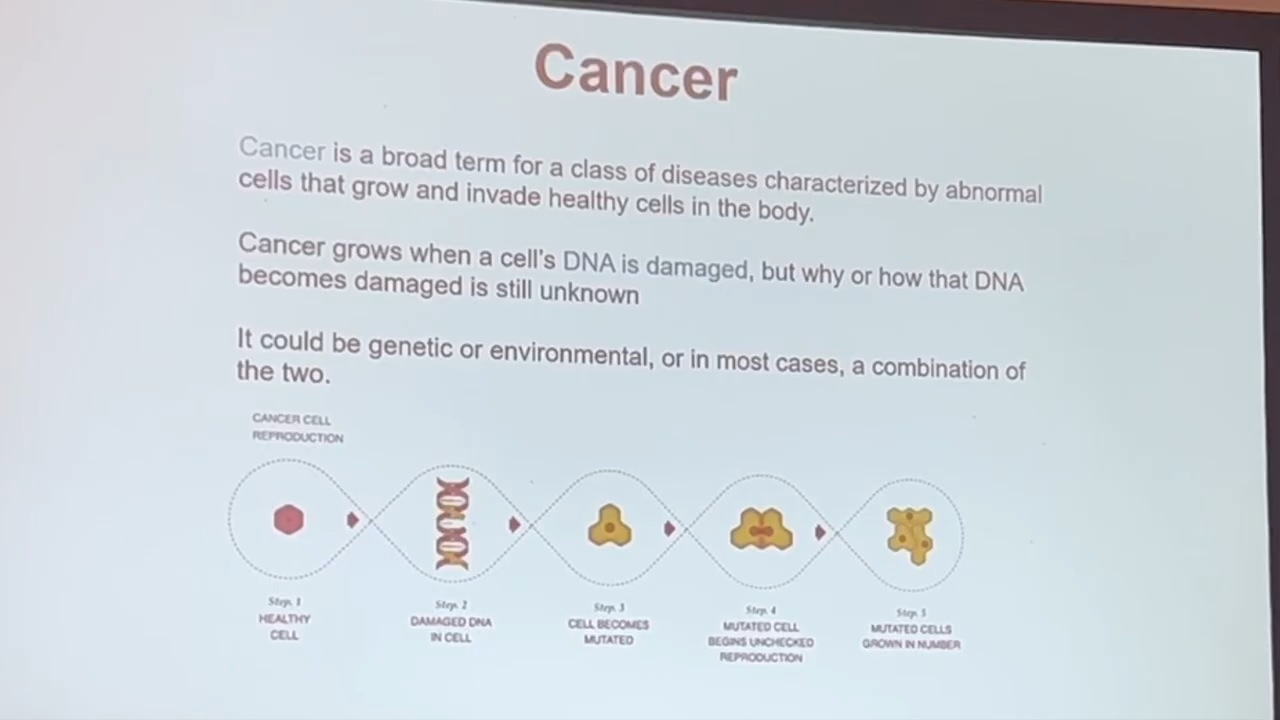 Cancer
Cancer is a broad term for a class of diseases characterized by abnormal
cells that grow and invade healthy cells in the body.
Cancer grows when a cell's DNA is damaged, but why or how that DNA
becomes damaged is still unknown
It could be genetic or environmental, or in most cases, a combination of
the two.
CANCER CELL
REPRODUCTION
Step. 1
HEALTHY
CELL
Step. 2
DAMAGED DNA
IN CELL
Step. 3
CELL BECOMES
MUTATED
Step. 4
MUTATED CELL
BEGINS UNCHECKED
REPRODUCTION
Step. 5
MUTATED CELLS
GROWN IN NUMBER